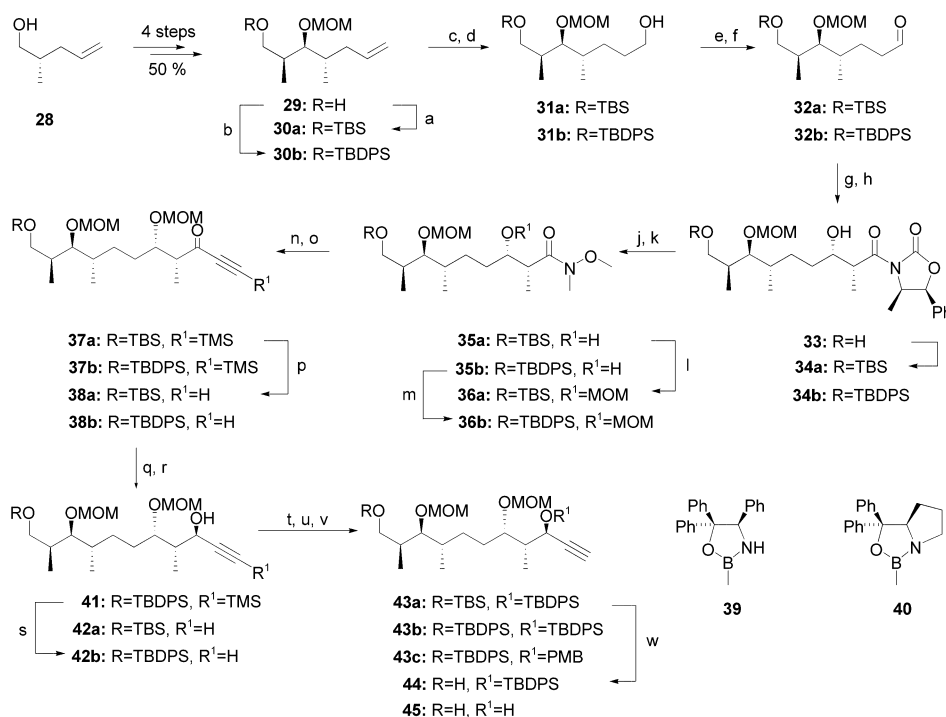 OH
28
4 steps
50 %
RO OMOM
29: R=H
30a: R=TBS
30b: R=TBDPS
a
b
c, d
RO OMOM OH
31a: R=TBS
31b: R=TBDPS
e, f
RO OMOM O
32a: R=TBS
32b: R=TBDPS
g, h
RO OMOM OH O O N O Ph
33: R=H
34a: R=TBS
34b: R=TBDPS
j, k
RO OMOM OR1 O N O
35a: R=TBS, R1=H
35b: R=TBDPS, R1=H
36a: R=TBS, R1=MOM
36b: R=TBDPS, R1=MOM
l
m
n, o
RO OMOM OMOM O R1
37a: R=TBS, R1=TMS
37b: R=TBDPS, R1=TMS
38a: R=TBS, R1=H
38b: R=TBDPS, R1=H
p
q, r
RO OMOM OMOM OH R1
41: R=TBDPS, R1=TMS
42a: R=TBS, R1=H
42b: R=TBDPS, R1=H
s
t, u, v
RO OMOM OMOM OR1
43a: R=TBS, R1=TBDPS
43b: R=TBDPS, R1=TBDPS
43c: R=TBDPS, R1=PMB
44: R=H, R1=TBDPS
45: R=H, R1=H
w
Ph Ph
Ph
O NH
B
39
Ph
Ph
O N
B
40